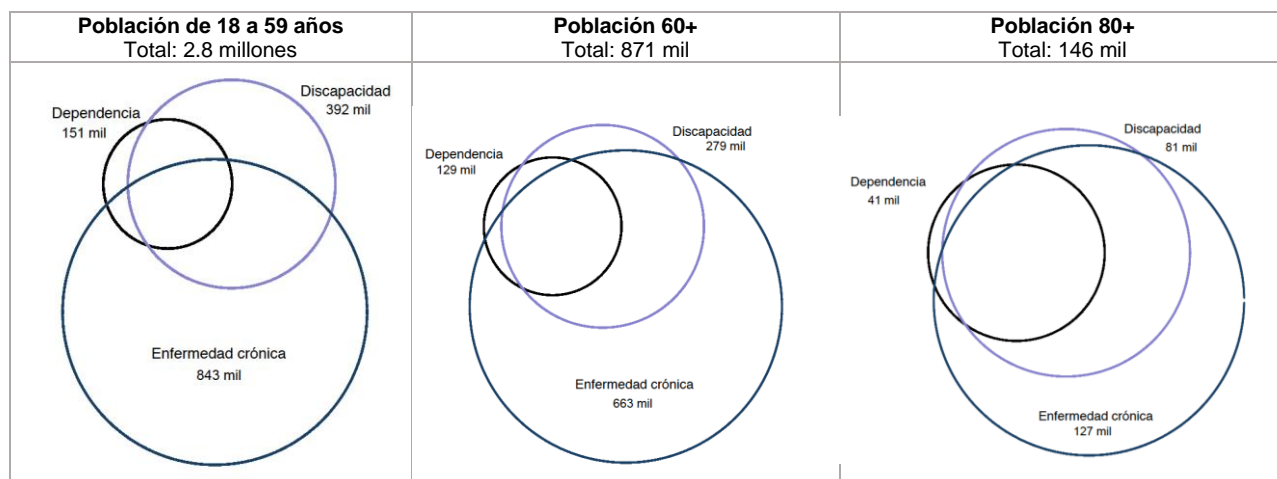 Población de 18 a 59 años
Total: 2.8 millones
Población 60+
Total: 871 mil
Población 80+
Total: 146 mil
Discapacidad
392 mil
Dependencia
151 mil
Enfermedad crónica
843 mil
Discapacidad
279 mil
Dependencia
129 mil
Enfermedad crónica
663 mil
Discapacidad
81 mil
Dependencia
41 mil
Enfermedad crónica
127 mil